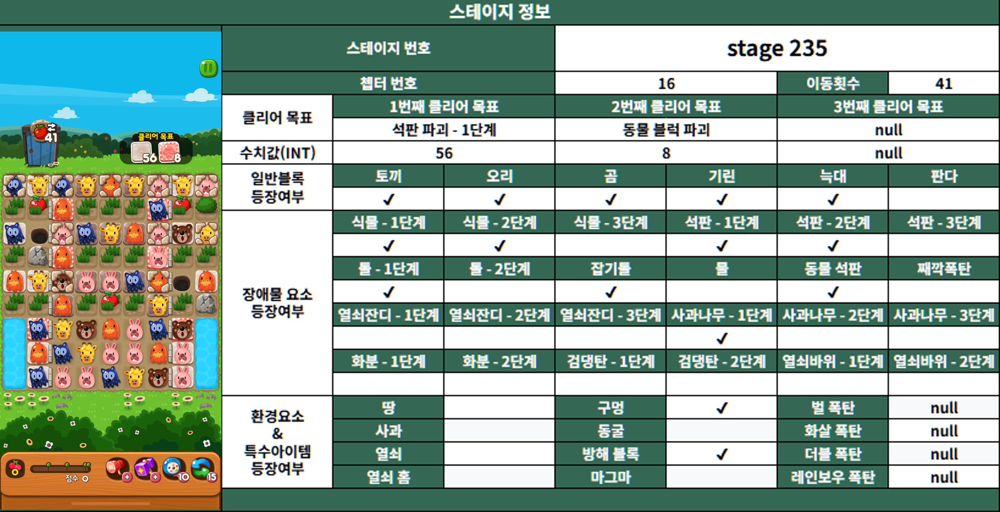 스테이지 정보
스테이지 번호 stage 235
쳅터 번호 16 이동횟수 41
클리어 목표 1번째 클리어 목표 2번째 클리어 목표 3번째 클리어 목표
석판 파괴 - 1단계 동물 블럭 파괴 null
수치값(INT) 56 8 null
일반블록
등장여부
토끼 오리 곰 기린 늑대 판다
✓ ✓ ✓ ✓ ✓
장애물 요소
등장여부
식물 - 1단계 식물 - 2단계 식물 - 3단계 석판 - 1단계 석판 - 2단계 석판 - 3단계
✓ ✓ ✓ ✓
돌 - 1단계 돌 - 2단계 잡기돌 물 동물 석판 째깍폭탄
✓ ✓ ✓
열쇠잔디 - 1단계 열쇠잔디 - 2단계 열쇠잔디 - 3단계 사과나무 - 1단계 사과나무 - 2단계 사과나무 - 3단계
✓
화분 - 1단계 화분 - 2단계 검댕탄 - 1단계 검댕탄 - 2단계 열쇠바위 - 1단계 열쇠바위 - 2단계
환경요소
&
특수아이템
등장여부
땅 구멍 ✓벌 폭탄 null
사과 동굴 화살 폭탄 null
열쇠 방해 블록 ✓ 더블 폭탄 null
열쇠 홈 마그마 레인보우 폭탄 null
41
클리어 목표
56 8
0
점수 0
+ + 10 15